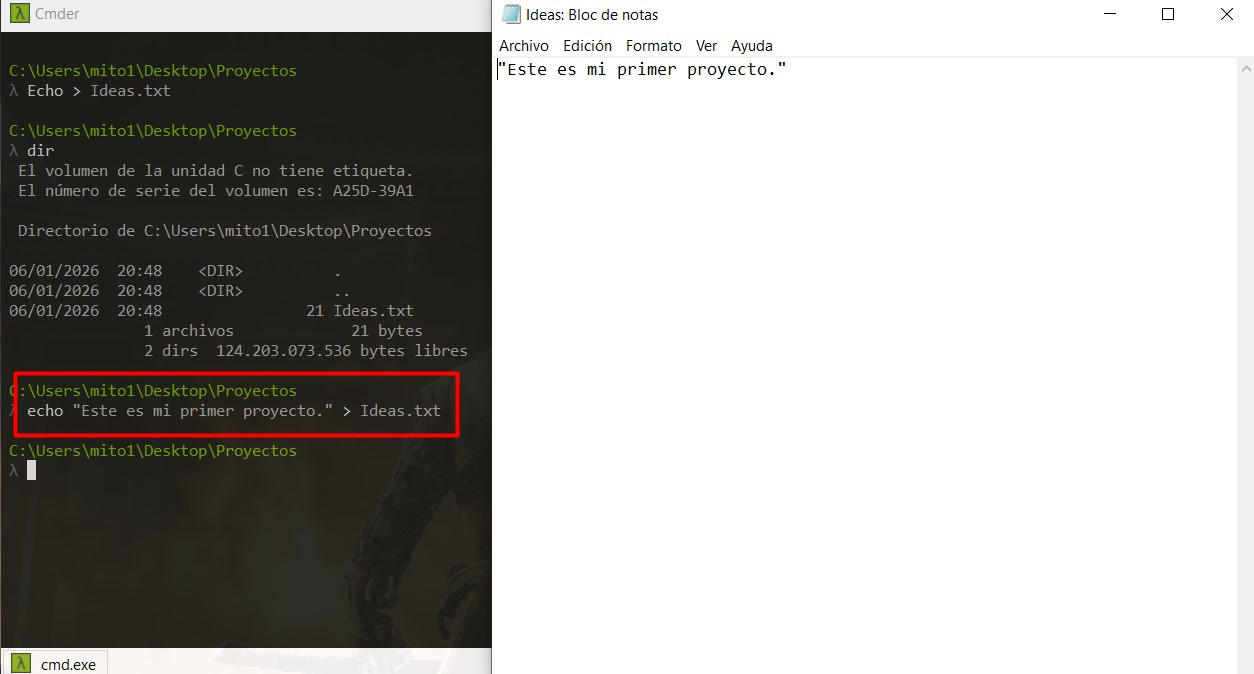 Cmder
C:\Users\mito1\Desktop\Proyectos
λ Echo > Ideas.txt
C:\Users\mito1\Desktop\Proyectos
λ dir
El volumen de la unidad C no tiene etiqueta.
El número de serie del volumen es: A25D-39A1
Directorio de C:\Users\mito1\Desktop\Proyectos
06/01/2026  20:48    <DIR>          .
06/01/2026  20:48    <DIR>          ..
06/01/2026  20:48                21 Ideas.txt
1 archivos             21 bytes
2 dirs  124.203.073.536 bytes libres
C:\Users\mito1\Desktop\Proyectos
λ echo "Este es mi primer proyecto." > Ideas.txt
C:\Users\mito1\Desktop\Proyectos
λ
cmd.exe
Ideas: Bloc de notas
Archivo Edición Formato Ver Ayuda
"Este es mi primer proyecto."